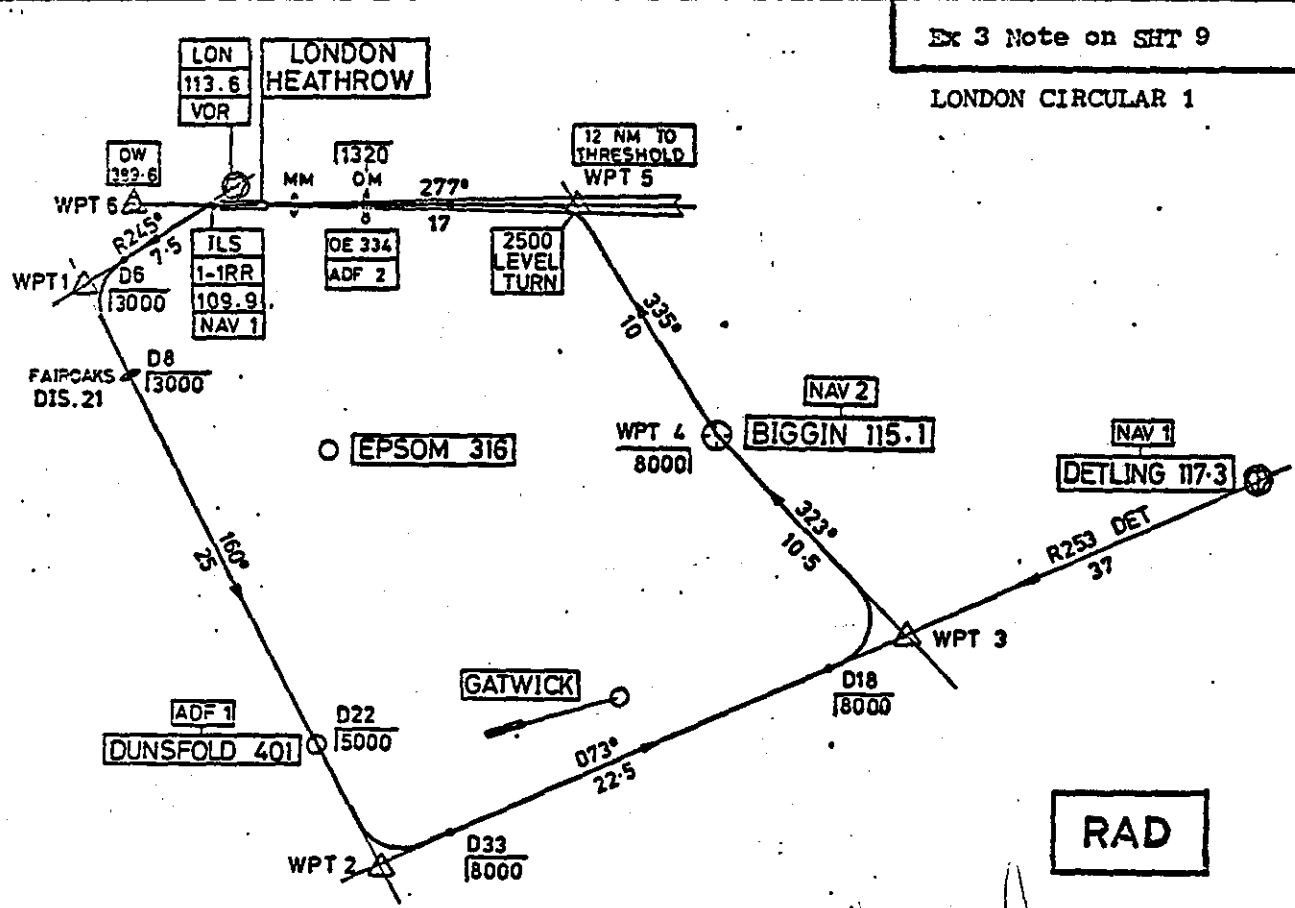 Ex 3 Note on SHT 9
LONDON CIRCULAR 1
LON
113.6
VOR
LONDON
HEATHROW
OW
399.6
WPT 6
MM
1320
OM
277°
17
12 NM TO
THRESHOLD
WPT 5
R245°
7.5
ILS
1-1RR
109.9
NAV 1
OE 334
ADF 2
2500
LEVEL
TURN
WPT 1
D6
3000
335°
10
FAIROAKS
DIS.21
D8
3000
EPSOM 316
WPT 4
8000
NAV 2
BIGGIN 115.1
NAV 1
DETLING 117.3
323°
10.5
R253 DET
37
160°
25
WPT 3
GATWICK
D18
8000
ADF 1
DUNSFOLD 401
D22
5000
073°
22.5
WPT 2
D33
8000
RAD